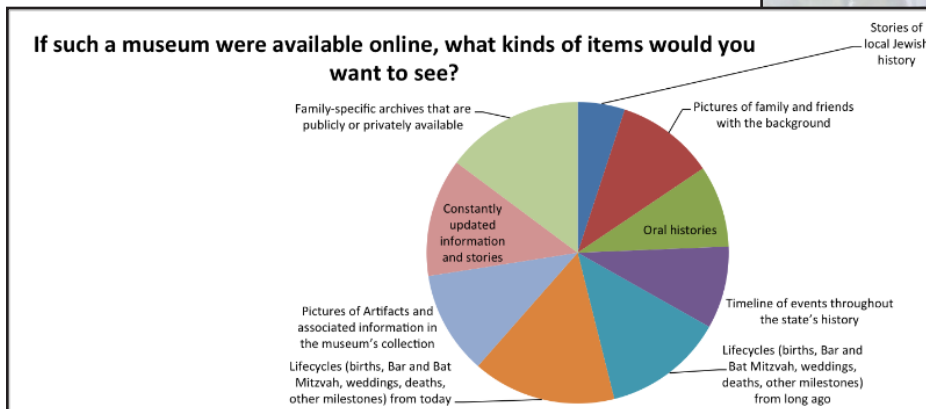 If such a museum were available online, what kinds of items would you
want to see?
Stories of
local Jewish
history
Pictures of family and friends
with the background
Oral histories
Timeline of events throughout
the state's history
Lifecycles (births, Bar and
Bat Mitzvah, weddings,
deaths, other milestones)
from long ago
Lifecycles (births, Bar and Bat
Mitzvah, weddings, deaths,
other milestones) from today
Pictures of Artifacts and
associated information in
the museum's collection
Constantly
updated
information
and stories
Family-specific archives that are
publicly or privately available